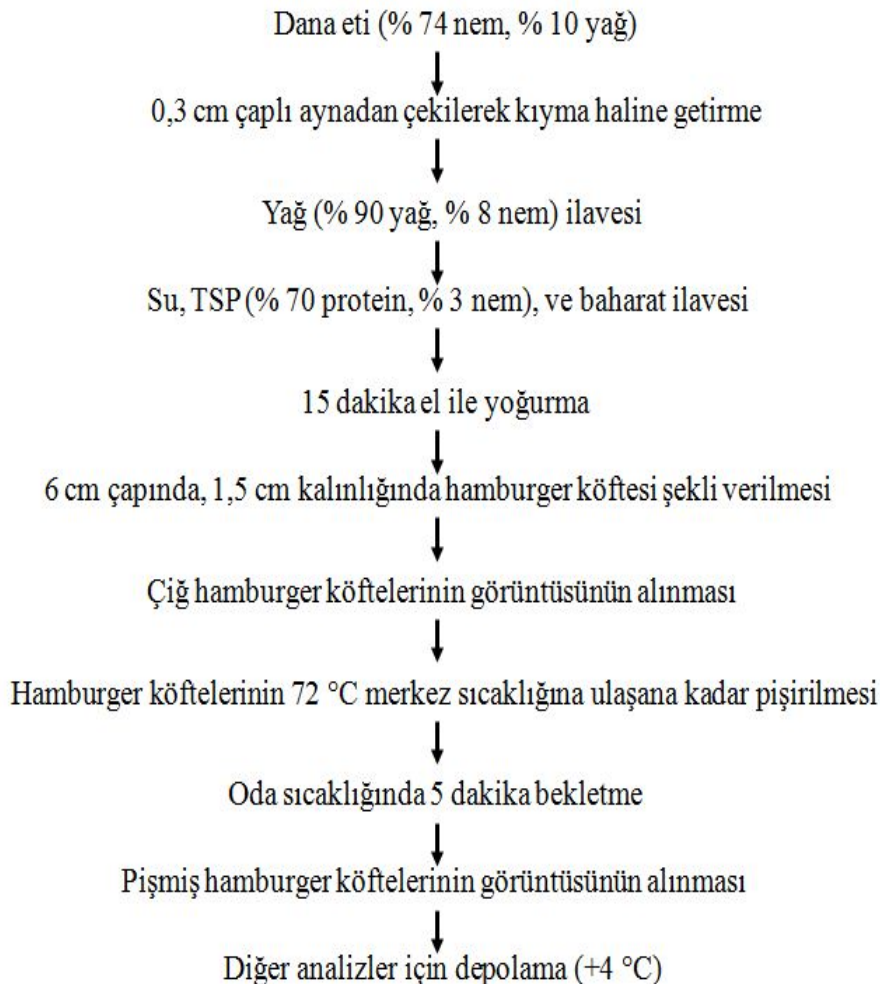 Dana eti (% 74 nem, % 10 yağ)
0,3 cm çaplı aynadan çekilerek kıyma haline getirme
Yağ (% 90 yağ, % 8 nem) ilavesi
Su, TSP (% 70 protein, % 3 nem), ve baharat ilavesi
15 dakika el ile yoğurma
6 cm çapında, 1,5 cm kalınlığında hamburger köftesi şekli verilmesi
Çiğ hamburger köftelerinin görüntüsünün alınması
Hamburger köftelerinin 72 °C merkez sıcaklığına ulaşana kadar pişirilmesi
Oda sıcaklığında 5 dakika bekletme
Pişmiş hamburger köftelerinin görüntüsünün alınması
Diğer analizler için depolama (+4 °C)